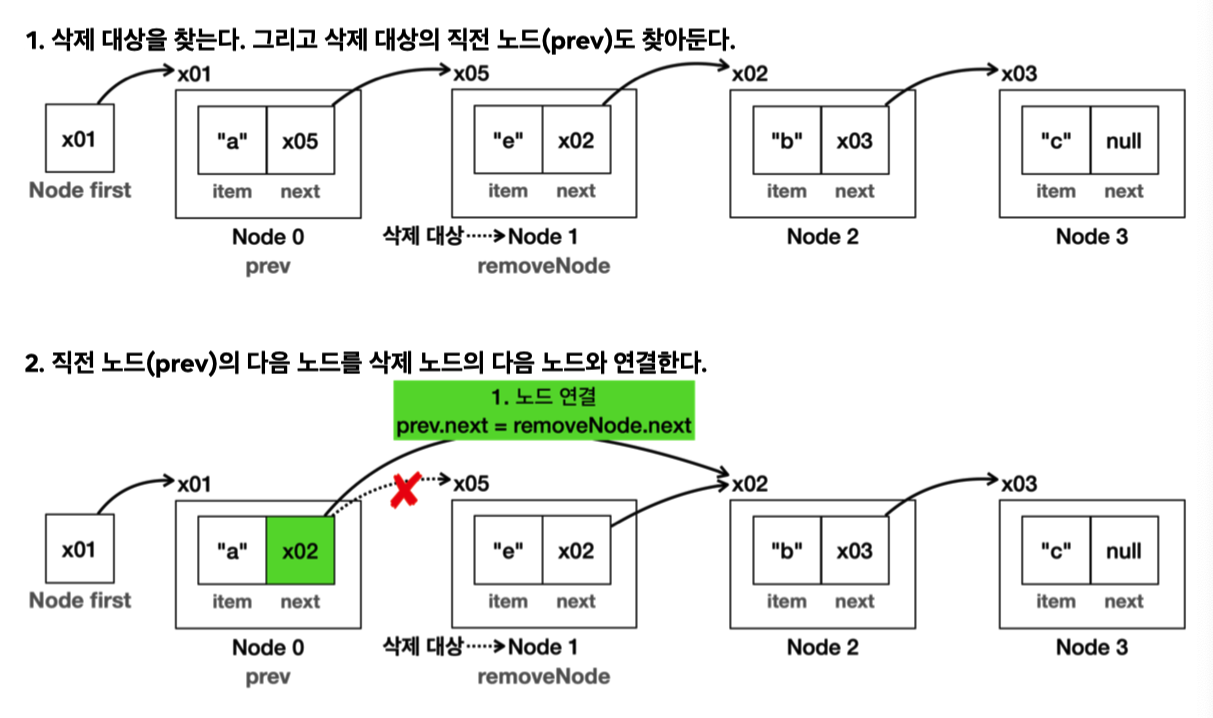 1. 삭제 대상을 찾는다. 그리고 삭제 대상의 직전 노드(prev)도 찾아둔다.
x01 x05 x02 x03
x01 "a" x05 "e" x02 "b" x03 "c" null
Node first item next item next item next item next
Node 0 삭제 대상 Node 1 Node 2 Node 3
prev removeNode
2. 직전 노드(prev)의 다음 노드를 삭제 노드의 다음 노드와 연결한다.
1. 노드 연결
prev.next = removeNode.next
x01 x05 x02 x03
x01 "a" x02 "e" x02 "b" x03 "c" null
Node first item next item next item next item next
Node 0 삭제 대상 Node 1 Node 2 Node 3
prev removeNode